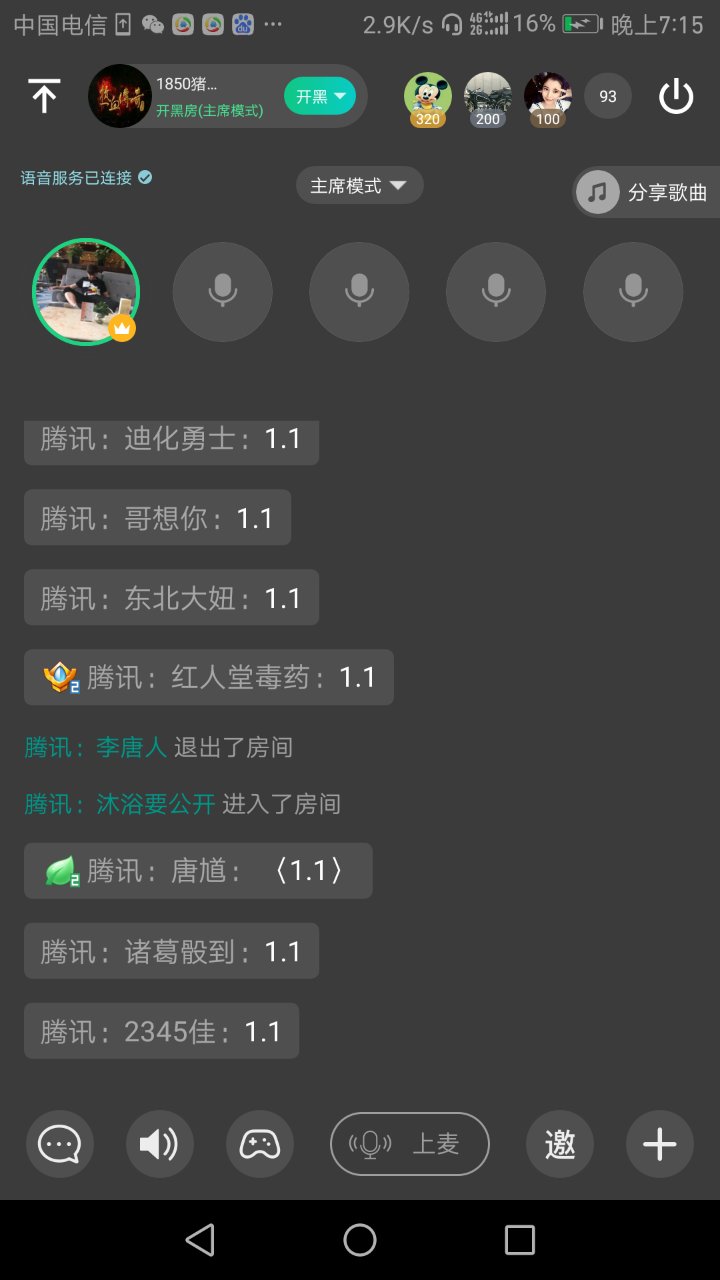 中国电信 2.9K/s 16% 晚上7:15
1850猪…
开黑房(主席模式)
开黑
320 200 100 93
语音服务已连接
主席模式
分享歌曲
腾讯：迪化勇士：1.1
腾讯：哥想你：1.1
腾讯：东北大妞：1.1
腾讯：红人堂毒药：1.1
腾讯：李唐人 退出了房间
腾讯：沐浴要公开 进入了房间
腾讯：唐馗：〈1.1〉
腾讯：诸葛骰到：1.1
腾讯：2345佳：1.1
上麦 邀